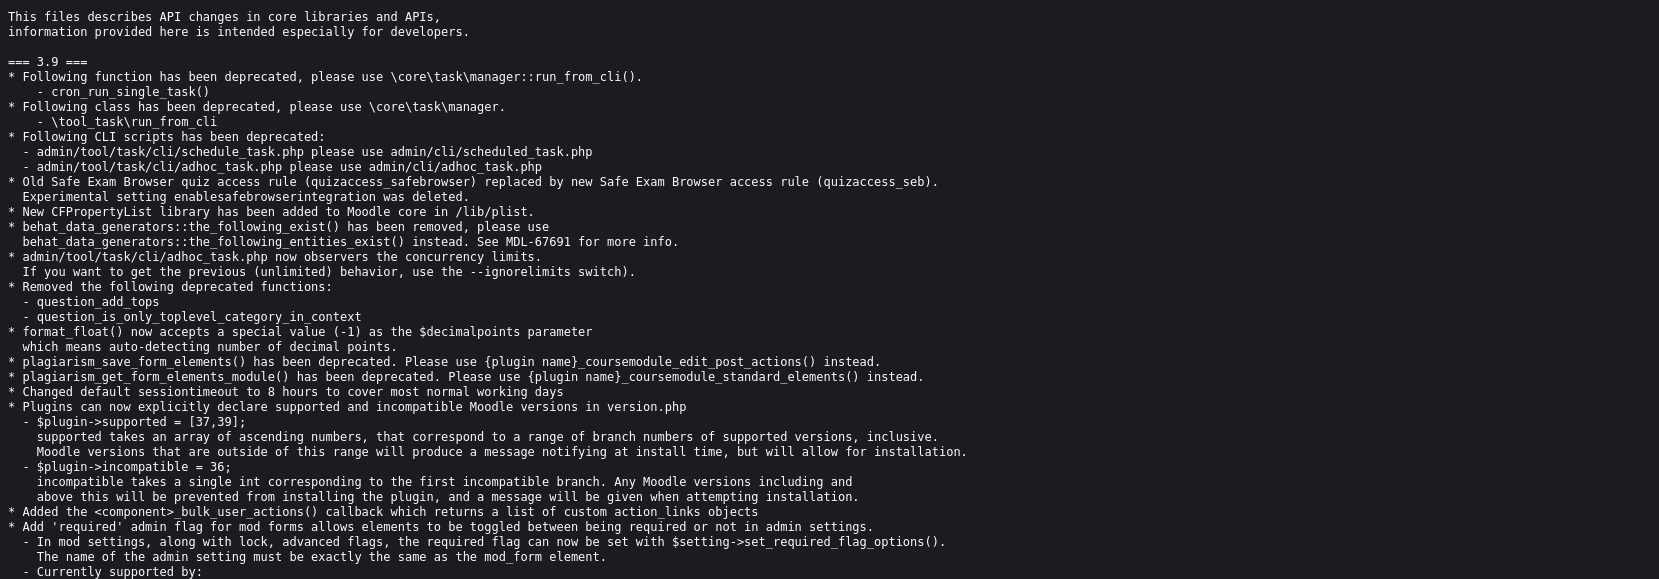 This files describes API changes in core libraries and APIs,
information provided here is intended especially for developers.

=== 3.9 ===
* Following function has been deprecated, please use \core\task\manager::run_from_cli().
    - cron_run_single_task()
* Following class has been deprecated, please use \core\task\manager.
    - \tool_task\run_from_cli
* Following CLI scripts has been deprecated:
  - admin/tool/task/cli/schedule_task.php please use admin/cli/scheduled_task.php
  - admin/tool/task/cli/adhoc_task.php please use admin/cli/adhoc_task.php
* Old Safe Exam Browser quiz access rule (quizaccess_safebrowser) replaced by new Safe Exam Browser access rule (quizaccess_seb).
  Experimental setting enablesafebrowserintegration was deleted.
* New CFPropertyList library has been added to Moodle core in /lib/plist.
* behat_data_generators::the_following_exist() has been removed, please use
  behat_data_generators::the_following_entities_exist() instead. See MDL-67691 for more info.
* admin/tool/task/cli/adhoc_task.php now observers the concurrency limits.
  If you want to get the previous (unlimited) behavior, use the --ignorelimits switch).
* Removed the following deprecated functions:
  - question_add_tops
  - question_is_only_toplevel_category_in_context
* format_float() now accepts a special value (-1) as the $decimalpoints parameter
  which means auto-detecting number of decimal points.
* plagiarism_save_form_elements() has been deprecated. Please use {plugin name}_coursemodule_edit_post_actions() instead.
* plagiarism_get_form_elements_module() has been deprecated. Please use {plugin name}_coursemodule_standard_elements() instead.
* Changed default sessiontimeout to 8 hours to cover most normal working days
* Plugins can now explicitly declare supported and incompatible Moodle versions in version.php
  - $plugin->supported = [37,39];
    supported takes an array of ascending numbers, that correspond to a range of branch numbers of supported versions, inclusive.
    Moodle versions that are outside of this range will produce a message notifying at install time, but will allow for installation.
  - $plugin->incompatible = 36;
    incompatible takes a single int corresponding to the first incompatible branch. Any Moodle versions including and
    above this will be prevented from installing the plugin, and a message will be given when attempting installation.
* Added the <component>_bulk_user_actions() callback which returns a list of custom action_links objects
* Add 'required' admin flag for mod forms allows elements to be toggled between being required or not in admin settings.
  - In mod settings, along with lock, advanced flags, the required flag can now be set with $setting->set_required_flag_options().
    The name of the admin setting must be exactly the same as the mod_form element.
  - Currently supported by: